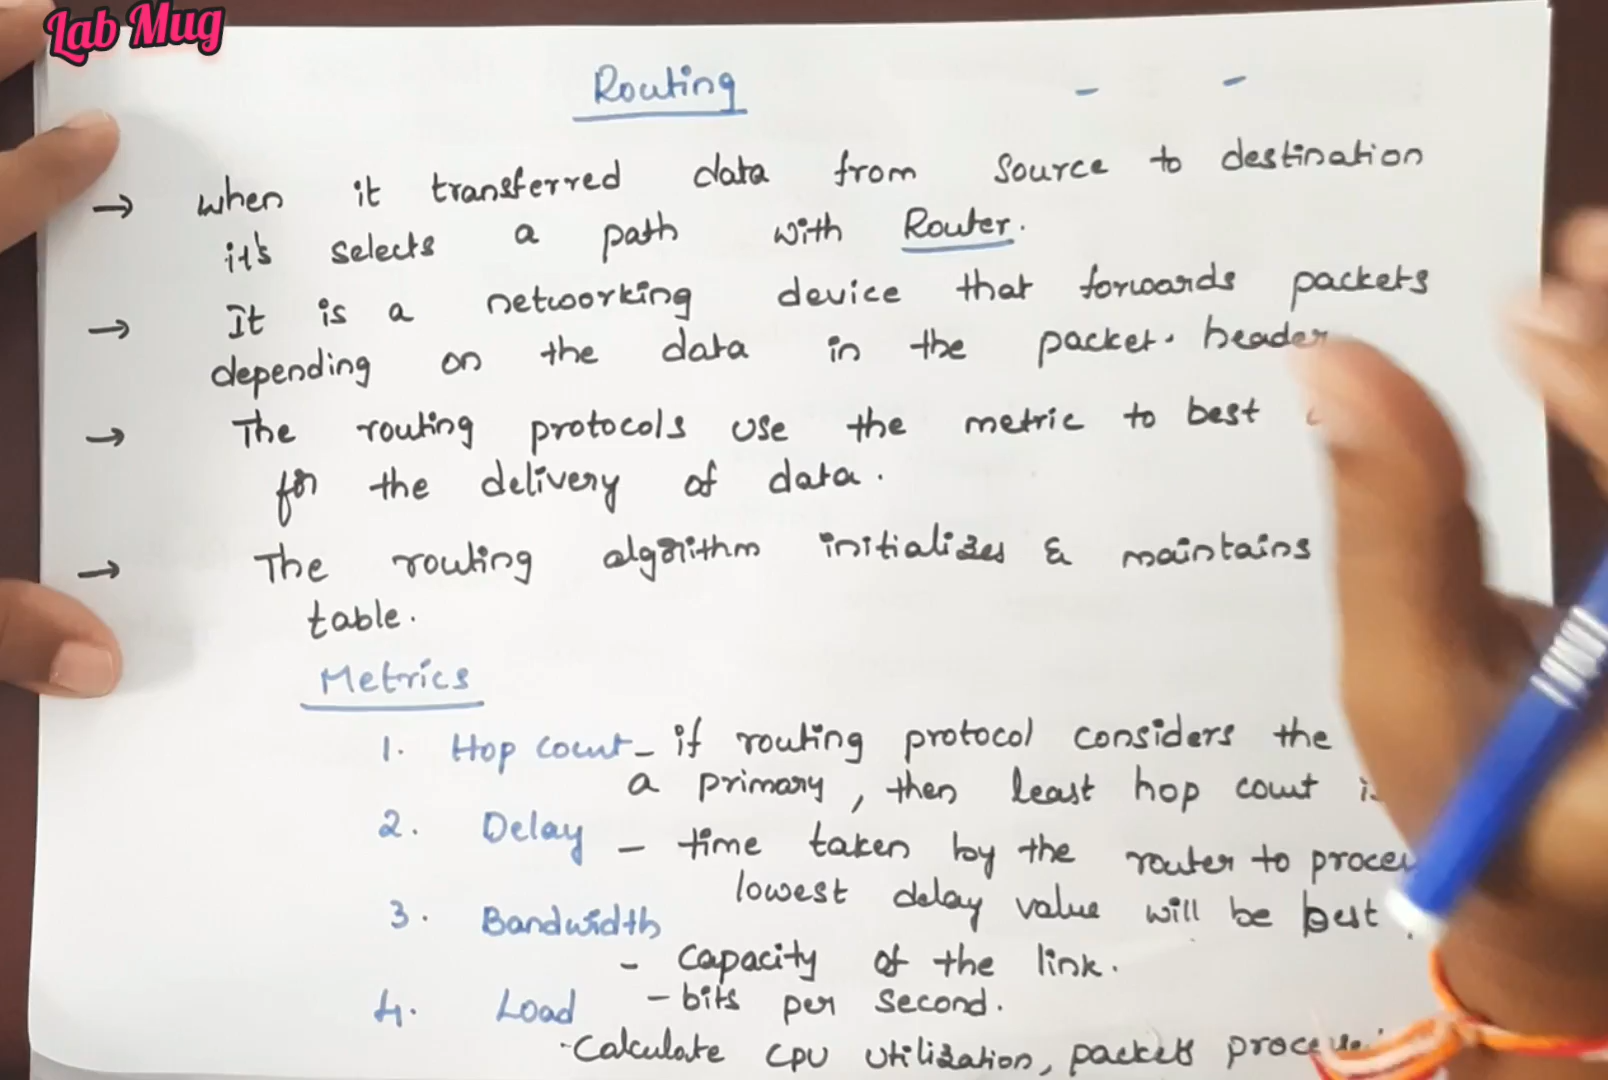 Lab Mug
Routing
→ when it transferred data from source to destination
it's selects a path with Router.
→ It is a networking device that forwards packets
depending on the data in the packet. header
→ The routing protocols use the metric to best
for the delivery of data.
→ The routing algorithm initializes & maintains
table.
Metrics
1. Hop count - if routing protocol considers the
a primary, then least hop count
2. Delay - time taken by the router to
lowest delay value will be best
3. Bandwidth
- capacity of the link.
- bits per second.
4. Load
- Calculate CPU utilization, packets